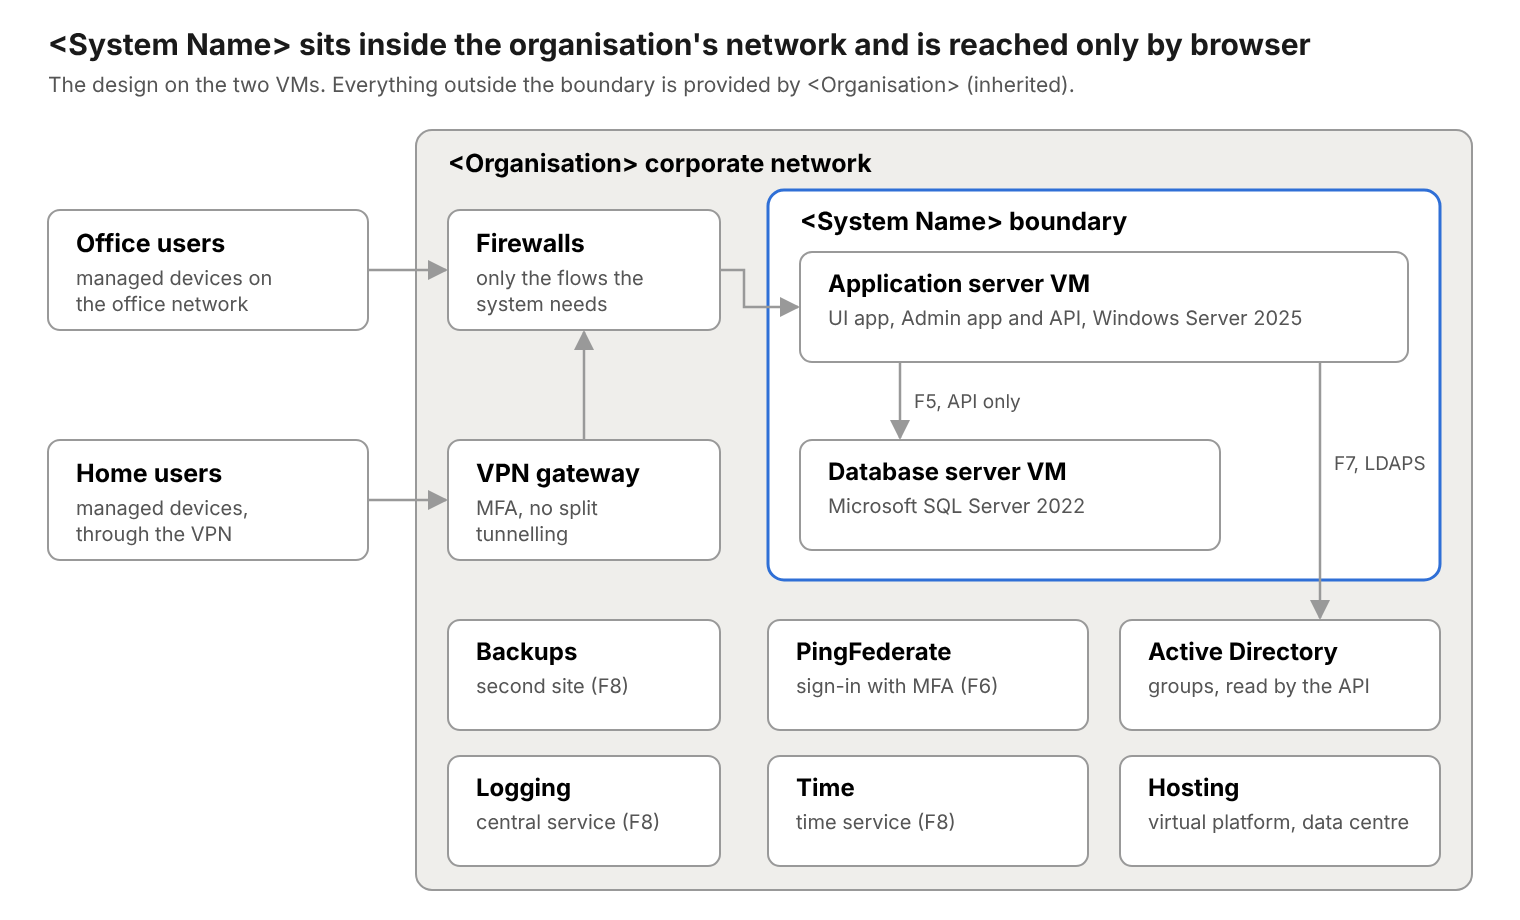 <System Name> sits inside the organisation's network and is reached only by browser
The design on the two VMs. Everything outside the boundary is provided by <Organisation> (inherited).
<Organisation> corporate network
Office users
managed devices on
the office network
Firewalls
only the flows the
system needs
<System Name> boundary
Application server VM
UI app, Admin app and API, Windows Server 2025
F5, API only
F7, LDAPS
Home users
managed devices,
through the VPN
VPN gateway
MFA, no split
tunnelling
Database server VM
Microsoft SQL Server 2022
Backups
second site (F8)
PingFederate
sign-in with MFA (F6)
Active Directory
groups, read by the API
Logging
central service (F8)
Time
time service (F8)
Hosting
virtual platform, data centre